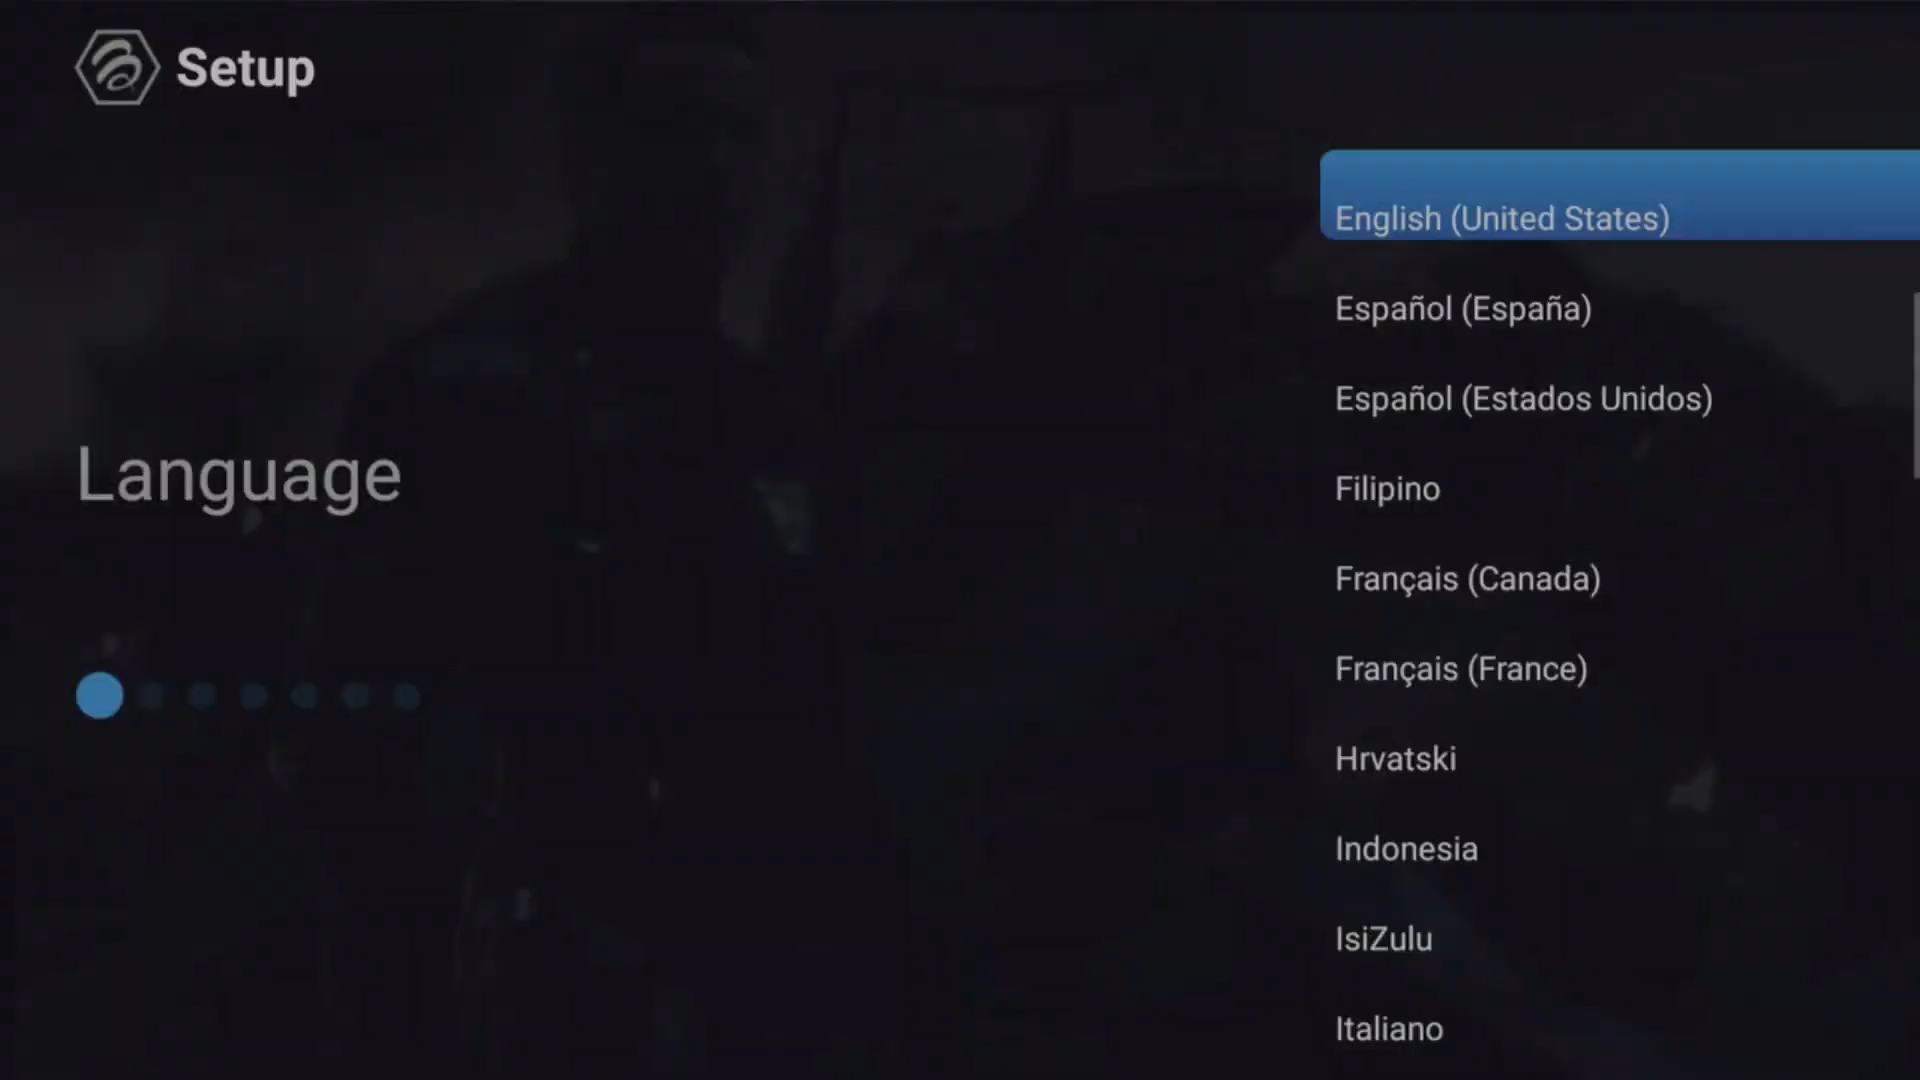 Setup
Language
English (United States)
Español (España)
Español (Estados Unidos)
Filipino
Français (Canada)
Français (France)
Hrvatski
Indonesia
IsiZulu
Italiano